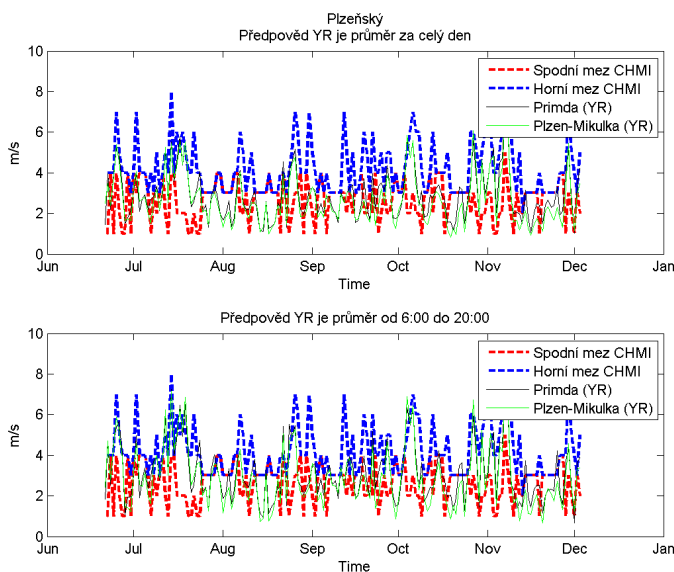 Plzeňský
Předpověd YR je průměr za celý den
10
8
6
4
2
0
m/s
Spodní mez CHMI
Horní mez CHMI
Primda (YR)
Plzen-Mikulka (YR)
Jun Jul Aug Sep Oct Nov Dec Jan
Time
Předpověd YR je průměr od 6:00 do 20:00
10
8
6
4
2
0
m/s
Spodní mez CHMI
Horní mez CHMI
Primda (YR)
Plzen-Mikulka (YR)
Jun Jul Aug Sep Oct Nov Dec Jan
Time